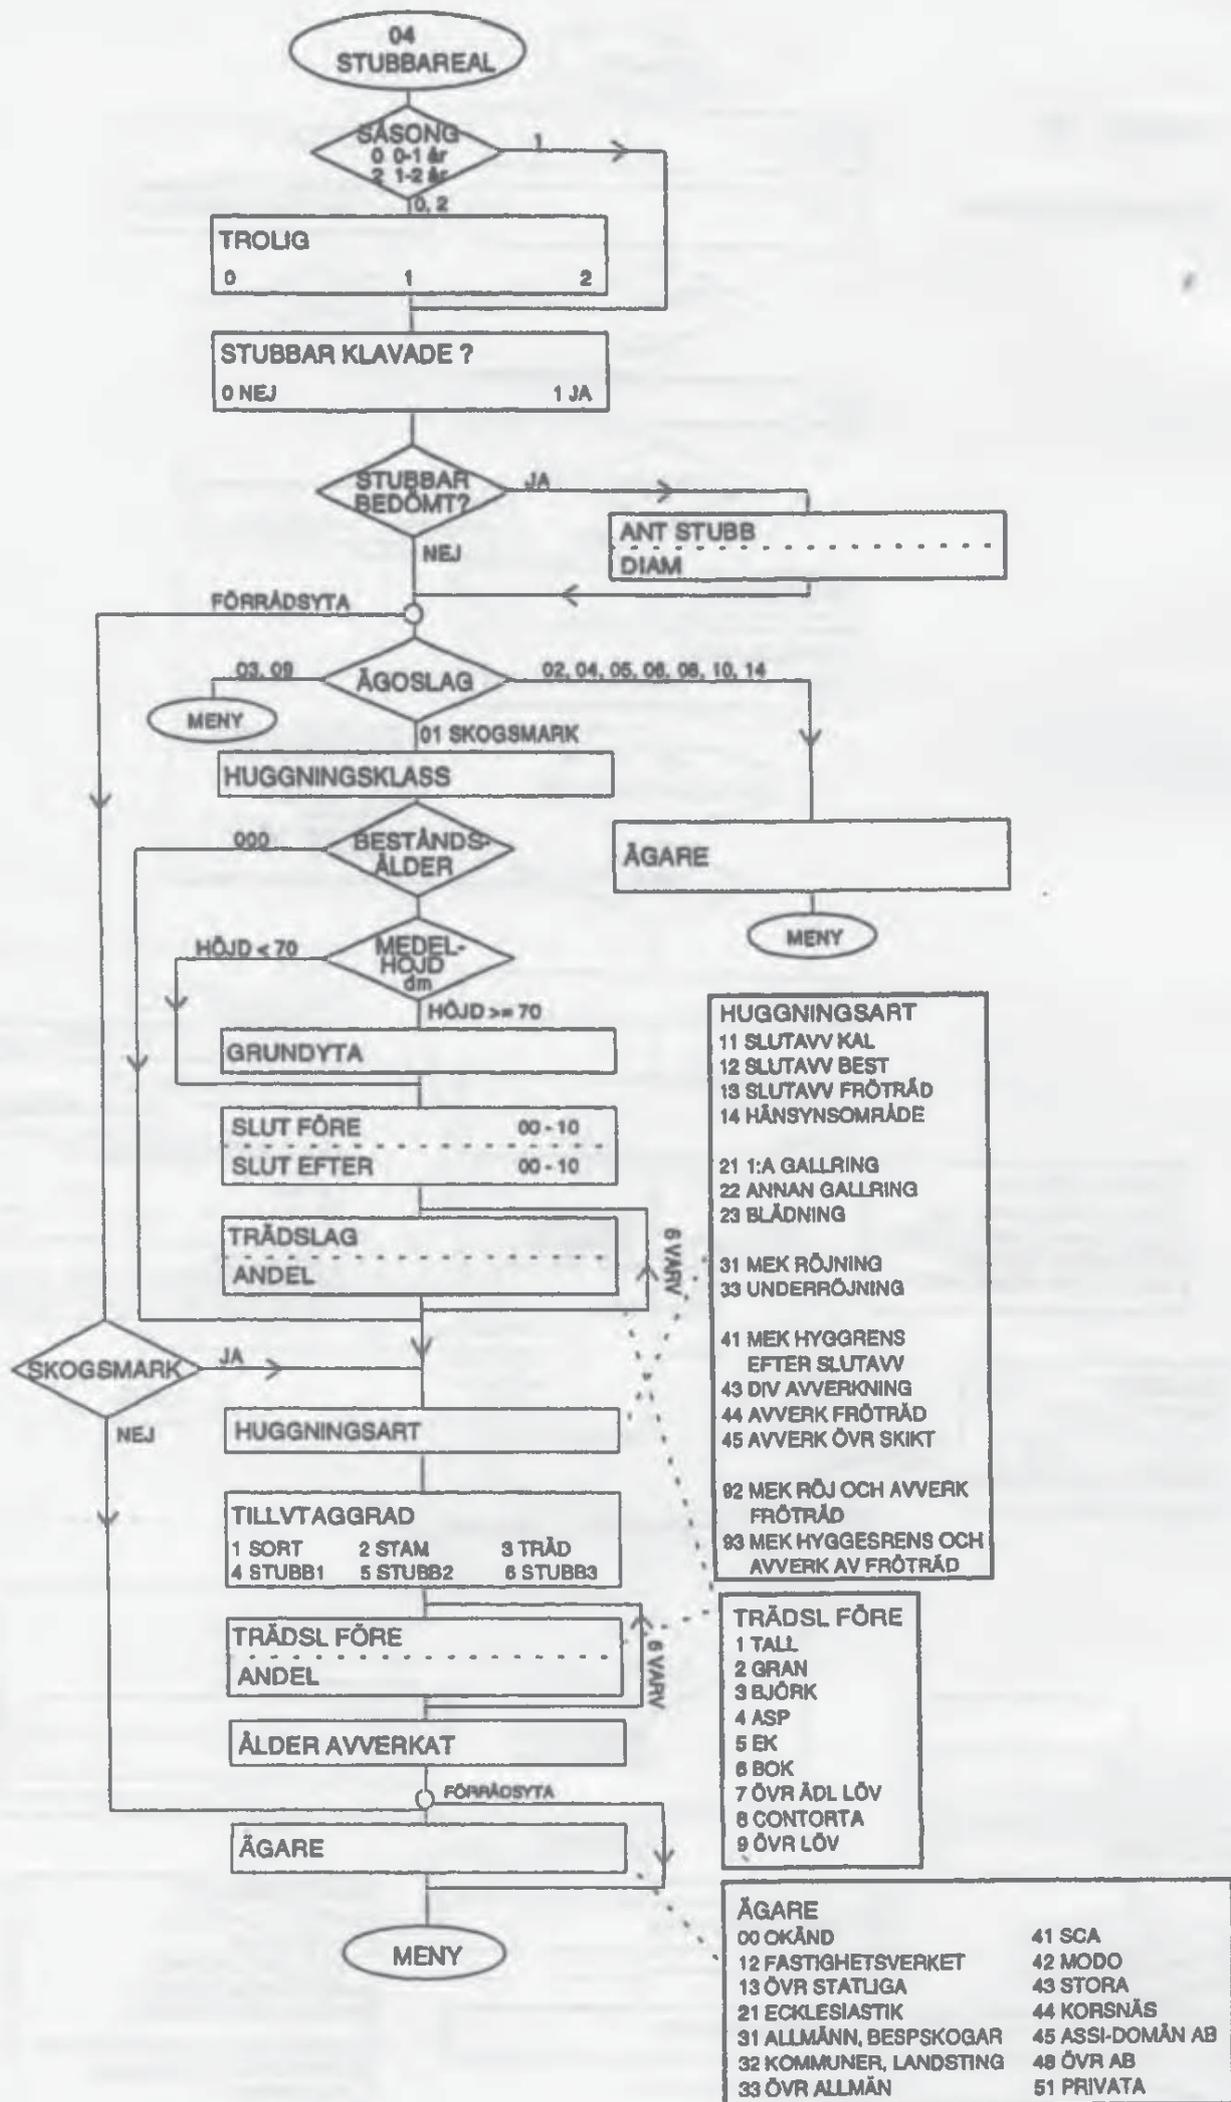 04
STUBBAREAL
SÄSONG
0 0-1 år
2 1-2 år
1
0, 2
TROLIG
0 1 2
STUBBAR KLAVADE ?
0 NEJ 1 JA
STUBBAR
BEDÖMT?
JA
NEJ
ANT STUBB
DIAM
FÖRRÅDSYTA
03, 09
ÄGOSLAG
02, 04, 05, 06, 08, 10, 14
MENY
01 SKOGSMARK
HUGGNINGSKLASS
000
BESTÅNDS-
ÅLDER
ÄGARE
MENY
HÖJD < 70
MEDEL-
HÖJD
dm
HÖJD >= 70
GRUNDYTA
SLUT FÖRE 00 - 10
SLUT EFTER 00 - 10
TRÄDSLAG
ANDEL
6 VARV
SKOGSMARK
JA
NEJ
HUGGNINGSART
TILLVTAGGRAD
1 SORT 2 STAM 3 TRÄD
4 STUBB1 5 STUBB2 6 STUBB3
TRÄDSL FÖRE
ANDEL
6 VARV
ÅLDER AVVERKAT
FÖRRÅDSYTA
ÄGARE
MENY
HUGGNINGSART
11 SLUTAVV KAL
12 SLUTAVV BEST
13 SLUTAVV FRÖTRÄD
14 HÄNSYNSOMRÅDE
21 1:A GALLRING
22 ANNAN GALLRING
23 BLÄDNING
31 MEK RÖJNING
33 UNDERRÖJNING
41 MEK HYGGRENS
EFTER SLUTAVV
43 DIV AVVERKNING
44 AVVERK FRÖTRÄD
45 AVVERK ÖVR SKIKT
92 MEK RÖJ OCH AVVERK
FRÖTRÄD
93 MEK HYGGESRENS OCH
AVVERK AV FRÖTRÄD
TRÄDSL FÖRE
1 TALL
2 GRAN
3 BJÖRK
4 ASP
5 EK
6 BOK
7 ÖVR ÄDL LÖV
8 CONTORTA
9 ÖVR LÖV
ÄGARE
00 OKÄND 41 SCA
12 FASTIGHETSVERKET 42 MODO
13 ÖVR STATLIGA 43 STORA
21 ECKLESIASTIK 44 KORSNÄS
31 ALLMÄNN, BESPSKOGAR 45 ASSI-DOMÄN AB
32 KOMMUNER, LANDSTING 48 ÖVR AB
33 ÖVR ALLMÄN 51 PRIVATA